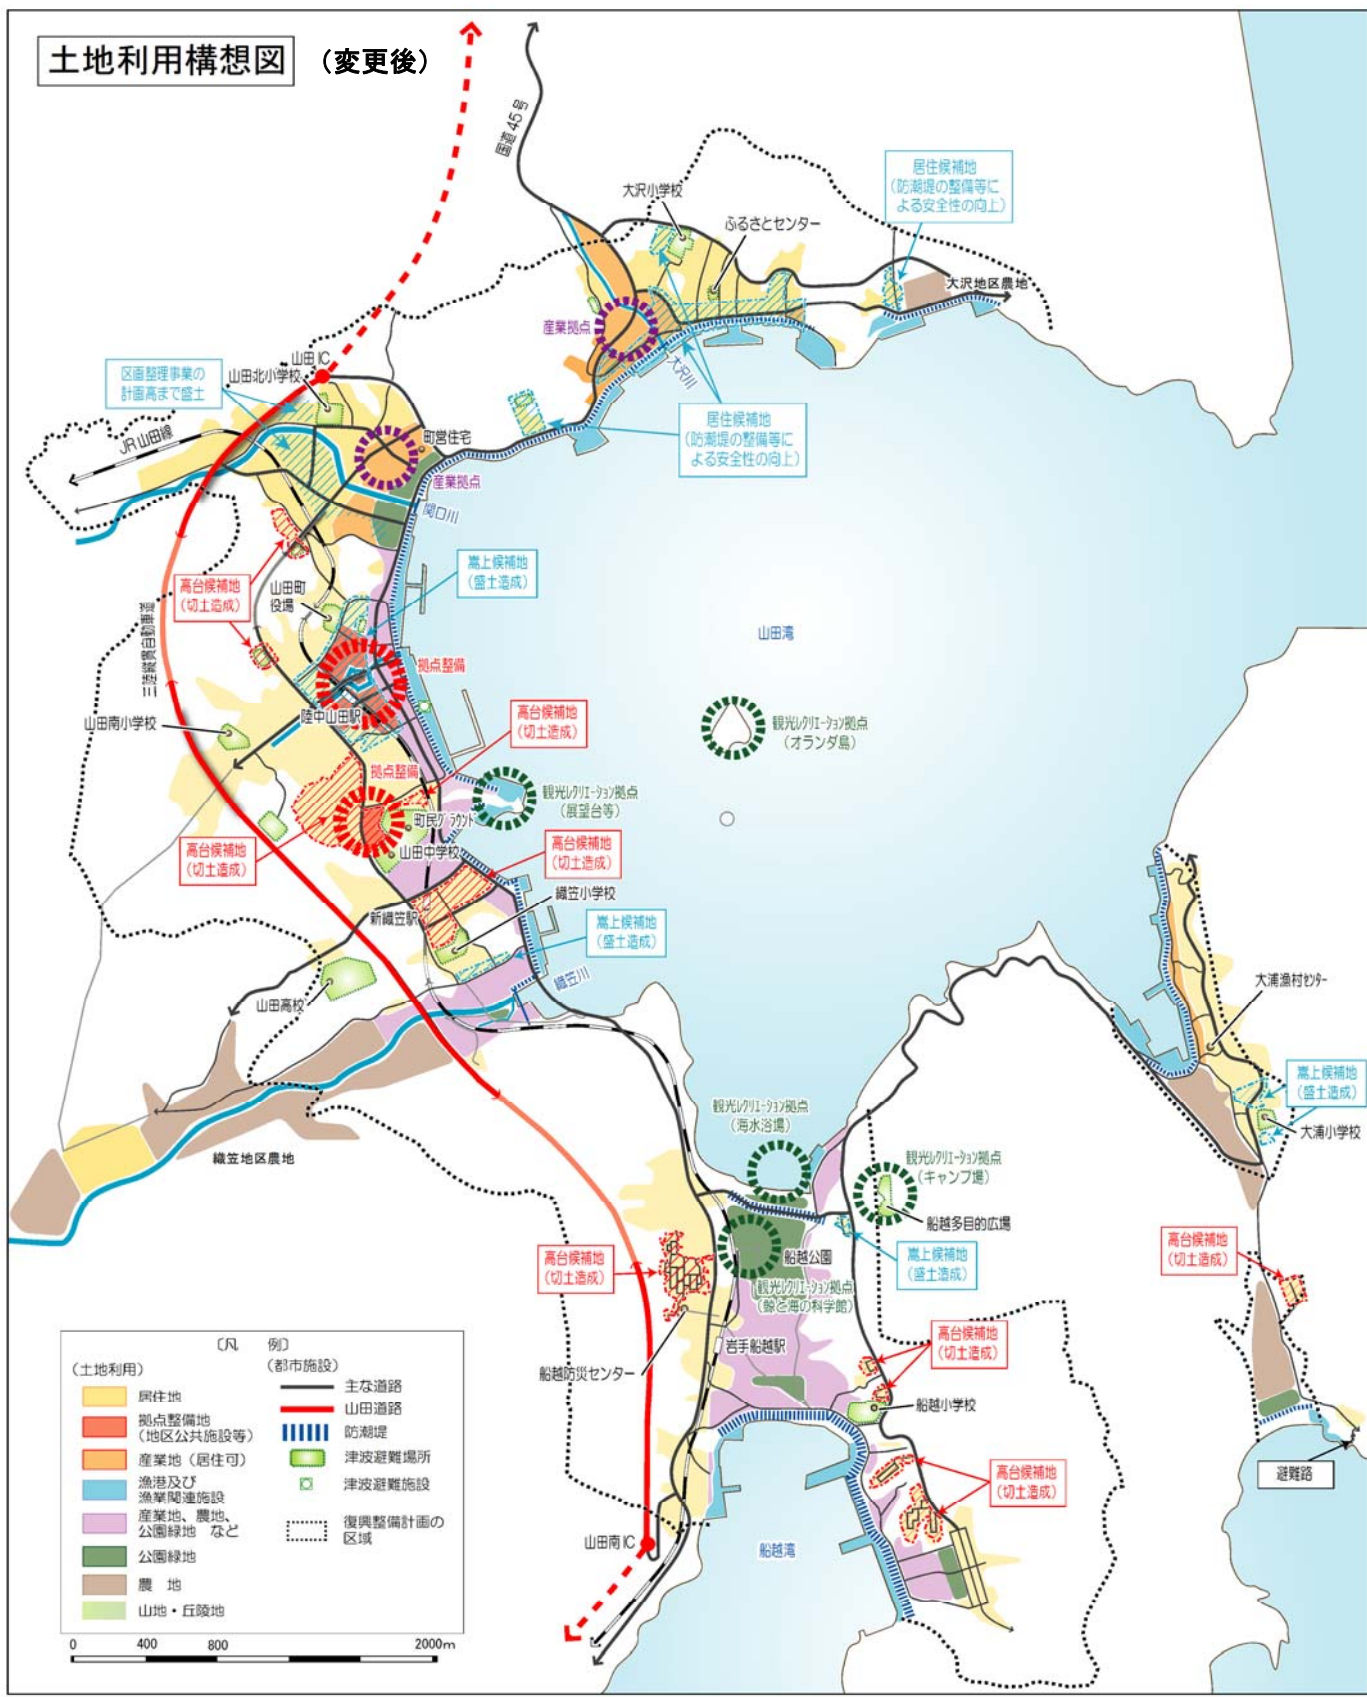 土地利用構想図
（変更後）
国道45号
大沢小学校
ふるさとセンター
居住候補地
（防潮堤の整備等に
よる安全性の向上）
大沢地区農地
産業拠点
大沢川
山田IC
山田北小学校
区画整理事業の
計画高まで盛土
JR山田線
町営住宅
産業拠点
関口川
居住候補地
（防潮堤の整備等に
よる安全性の向上）
嵩上候補地
（盛土造成）
高台候補地
（切土造成）
山田町
役場
三陸縦貫自動車道
山田湾
拠点整備
陸中山田駅
山田南小学校
高台候補地
（切土造成）
観光レクリエーション拠点
（オランダ島）
拠点整備
観光レクリエーション拠点
（展望台等）
町民グラウント
高台候補地
（切土造成）
山田中学校
高台候補地
（切土造成）
織笠小学校
新織笠駅
嵩上候補地
（盛土造成）
織笠川
山田高校
大浦漁村センター
嵩上候補地
（盛土造成）
大浦小学校
織笠地区農地
観光レクリエーション拠点
（海水浴場）
観光レクリエーション拠点
（キャンプ場）
船越多目的広場
高台候補地
（切土造成）
船越公園
嵩上候補地
（盛土造成）
高台候補地
（切土造成）
観光レクリエーション拠点
（鯨と海の科学館）
岩手船越駅
高台候補地
（切土造成）
船越防災センター
船越小学校
高台候補地
（切土造成）
避難路
山田南IC
船越湾
〔凡　例〕
（土地利用）
居住地
拠点整備地
（地区公共施設等）
産業地（居住可）
漁港及び
漁業関連施設
産業地、農地、
公園緑地　など
公園緑地
農　地
山地・丘陵地
（都市施設）
主な道路
山田道路
防潮堤
津波避難場所
津波避難施設
復興整備計画の
区域
0 400 800 2000m